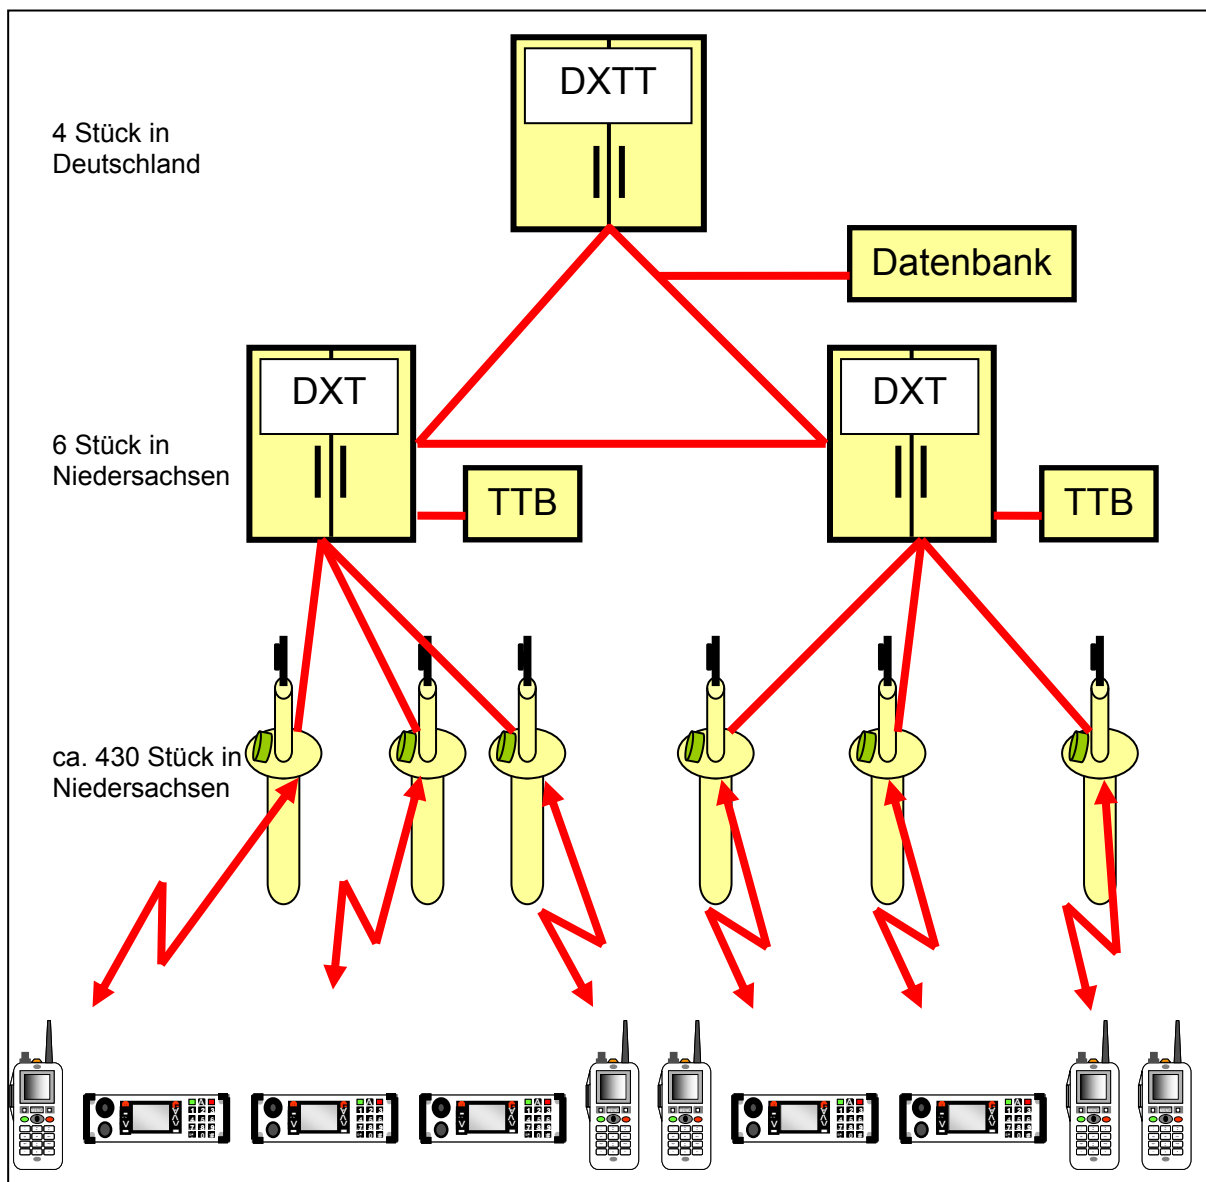 DXTT
4 Stück in
Deutschland
Datenbank
DXT
DXT
6 Stück in
Niedersachsen
TTB
TTB
ca. 430 Stück in
Niedersachsen